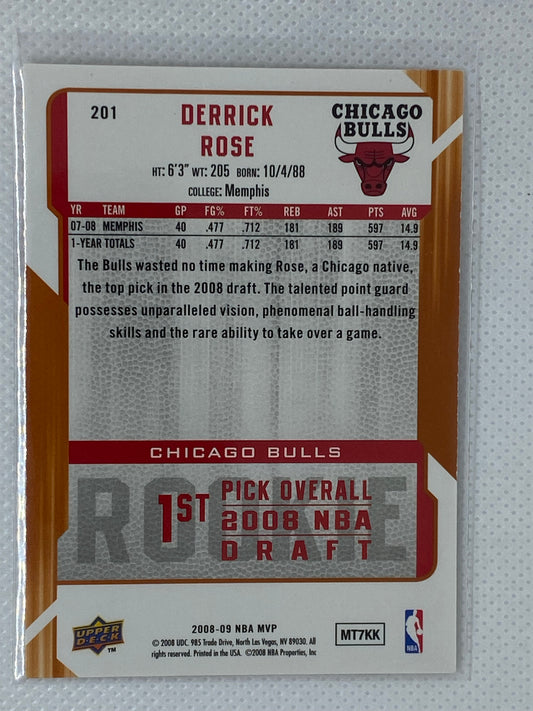 201
DERRICK
ROSE
HT: 6'3" WT: 205 BORN: 10/4/88
COLLEGE: Memphis
CHICAGO
BULLS
YR TEAM GP FG% FT% REB AST PTS AVG
07-08 MEMPHIS 40 .477 .712 181 189 597 14.9
1-YEAR TOTALS 40 .477 .712 181 189 597 14.9
The Bulls wasted no time making Rose, a Chicago native,
the top pick in the 2008 draft. The talented point guard
possesses unparalleled vision, phenomenal ball-handling
skills and the rare ability to take over a game.
CHICAGO BULLS
ROOKIE
1ST PICK OVERALL
2008 NBA
DRAFT
UPPER
DECK
TM
2008-09 NBA MVP
© 2008 UDC. 985 Trade Drive, North Las Vegas, NV 89030. All
rights reserved. Printed in the USA. ©2008 NBA Properties, Inc
MT7KK
NBA